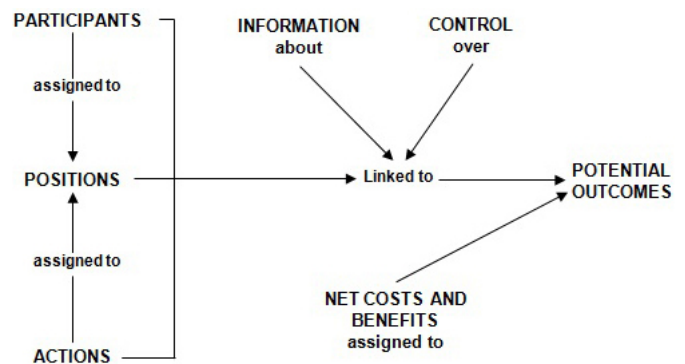 PARTICIPANTS
INFORMATION
about
CONTROL
over
assigned to
POSITIONS
Linked to
POTENTIAL
OUTCOMES
assigned to
NET COSTS AND
BENEFITS
assigned to
ACTIONS